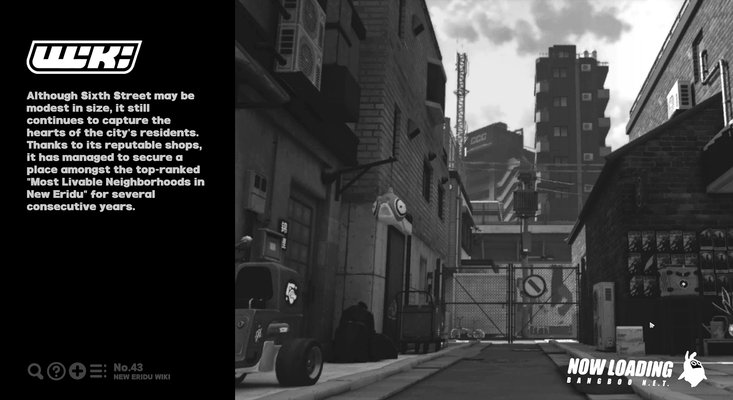 WIKI
Although Sixth Street may be
modest in size, it still
continues to capture the
hearts of the city's residents.
Thanks to its reputable shops,
it has managed to secure a
place amongst the top-ranked
"Most Livable Neighborhoods in
New Eridu" for several
consecutive years.
No.43
NEW ERIDU WIKI
NOW LOADING
BANGBOO N.E.T.